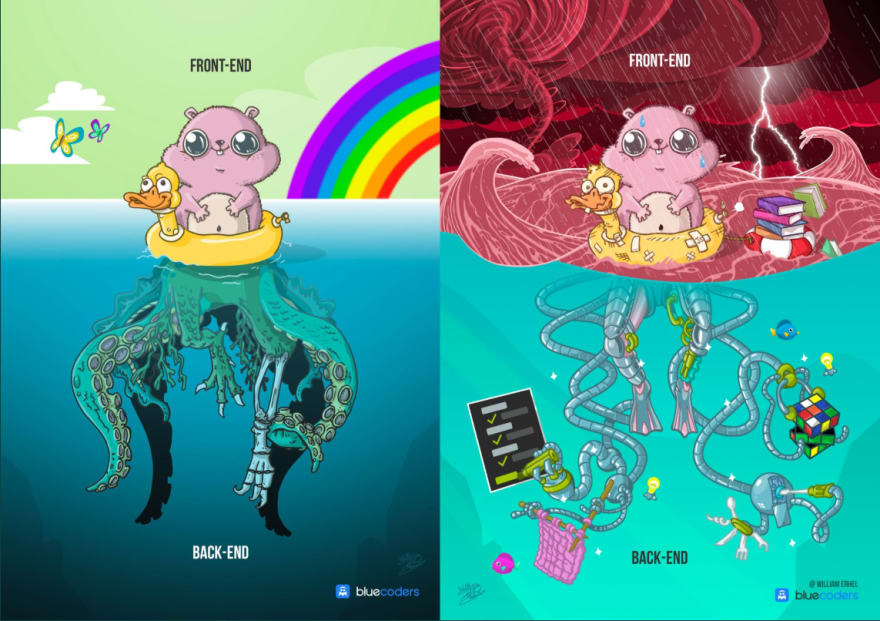 FRONT-END
BACK-END
bluecoders
FRONT-END
BACK-END
@ WILLIAM ERHEL
bluecoders